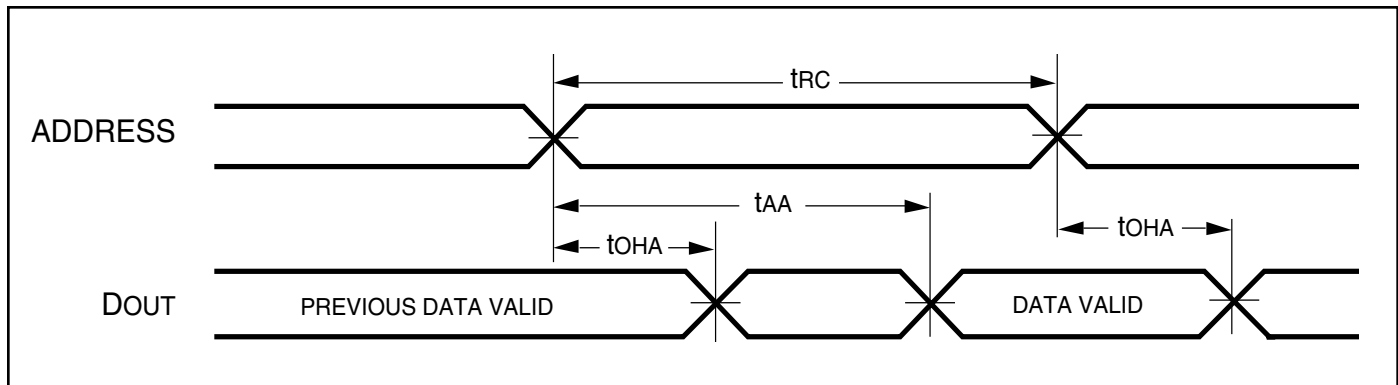 tRC
ADDRESS
tAA
tOHA
tOHA
DOUT
PREVIOUS DATA VALID
DATA VALID